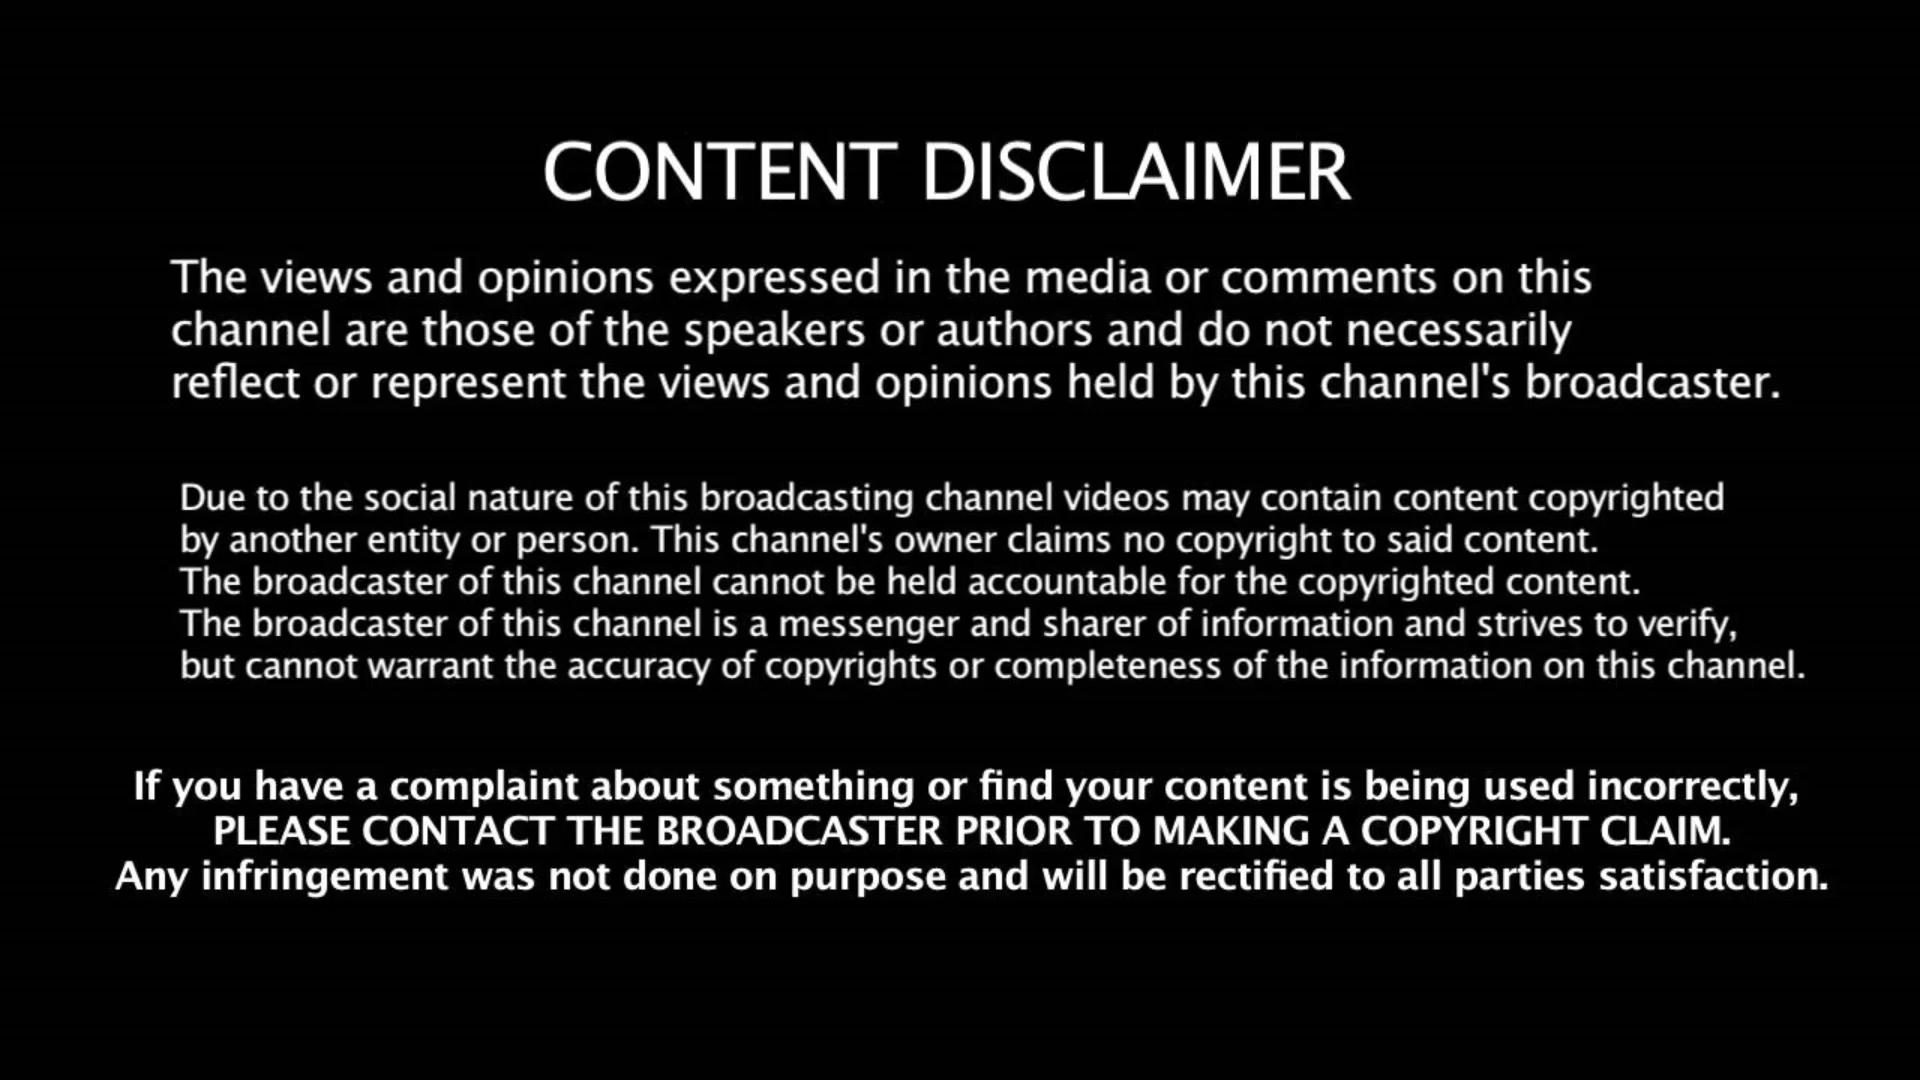 CONTENT DISCLAIMER
The views and opinions expressed in the media or comments on this
channel are those of the speakers or authors and do not necessarily
reflect or represent the views and opinions held by this channel's broadcaster.
Due to the social nature of this broadcasting channel videos may contain content copyrighted
by another entity or person. This channel's owner claims no copyright to said content.
The broadcaster of this channel cannot be held accountable for the copyrighted content.
The broadcaster of this channel is a messenger and sharer of information and strives to verify,
but cannot warrant the accuracy of copyrights or completeness of the information on this channel.
If you have a complaint about something or find your content is being used incorrectly,
PLEASE CONTACT THE BROADCASTER PRIOR TO MAKING A COPYRIGHT CLAIM.
Any infringement was not done on purpose and will be rectified to all parties satisfaction.